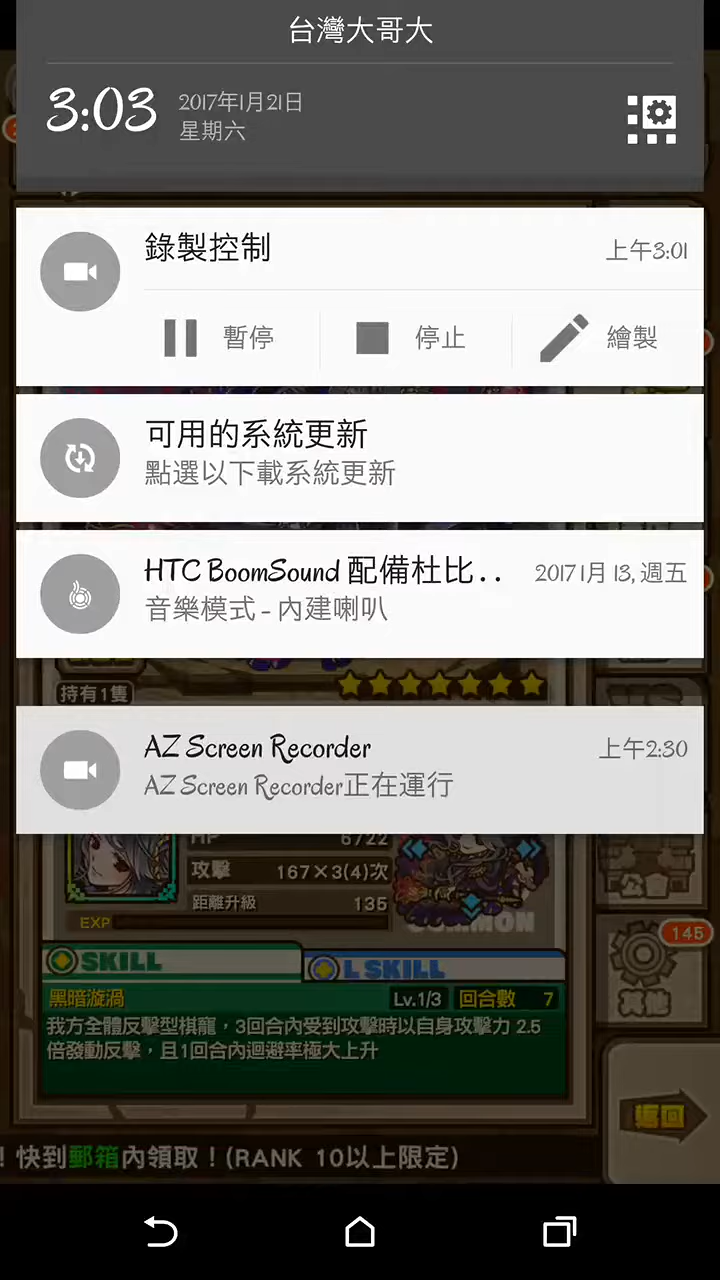 台灣大哥大
3:03
2017年1月21日
星期六
錄製控制
上午3:01
暫停
停止
繪製
可用的系統更新
點選以下載系統更新
HTC BoomSound 配備杜比..
2017 1月 13, 週五
音樂模式 - 內建喇叭
持有1隻
AZ Screen Recorder
上午2:30
AZ Screen Recorder正在運行
HP 6722
攻擊 167×3(4)次
距離升級 135
EXP
SUMMON
公會
145
其他
SKILL
L SKILL
黑暗漩渦 Lv.1/3 回合數 7
我方全體反擊型棋龍，3回合內受到攻擊時以自身攻擊力 2.5
倍發動反擊，且1回合內迴避率極大上升
返回
！快到郵箱內領取！(RANK 10以上限定)